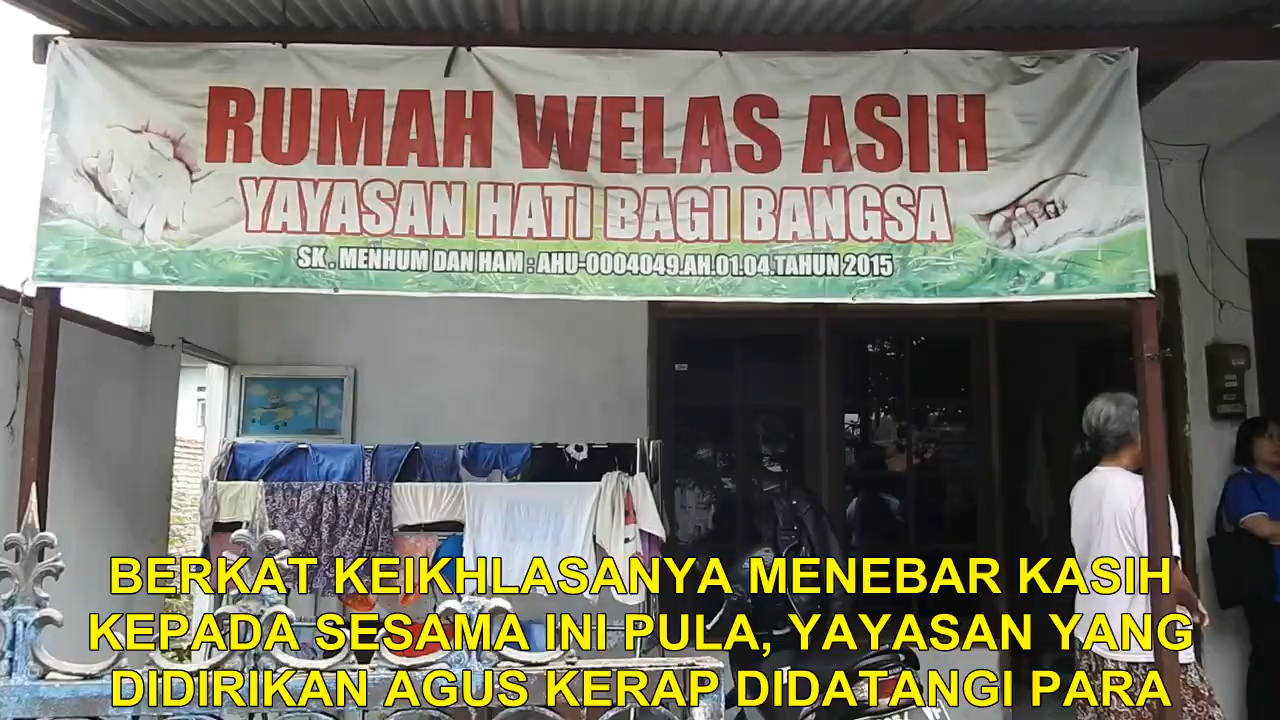 RUMAH WELAS ASIH
YAYASAN HATI BAGI BANGSA
SK. MENHUM DAN HAM : AHU-0004049.AH.01.04.TAHUN 2015
BERKAT KEIKHLASANYA MENEBAR KASIH
KEPADA SESAMA INI PULA, YAYASAN YANG
DIDIRIKAN AGUS KERAP DIDATANGI PARA